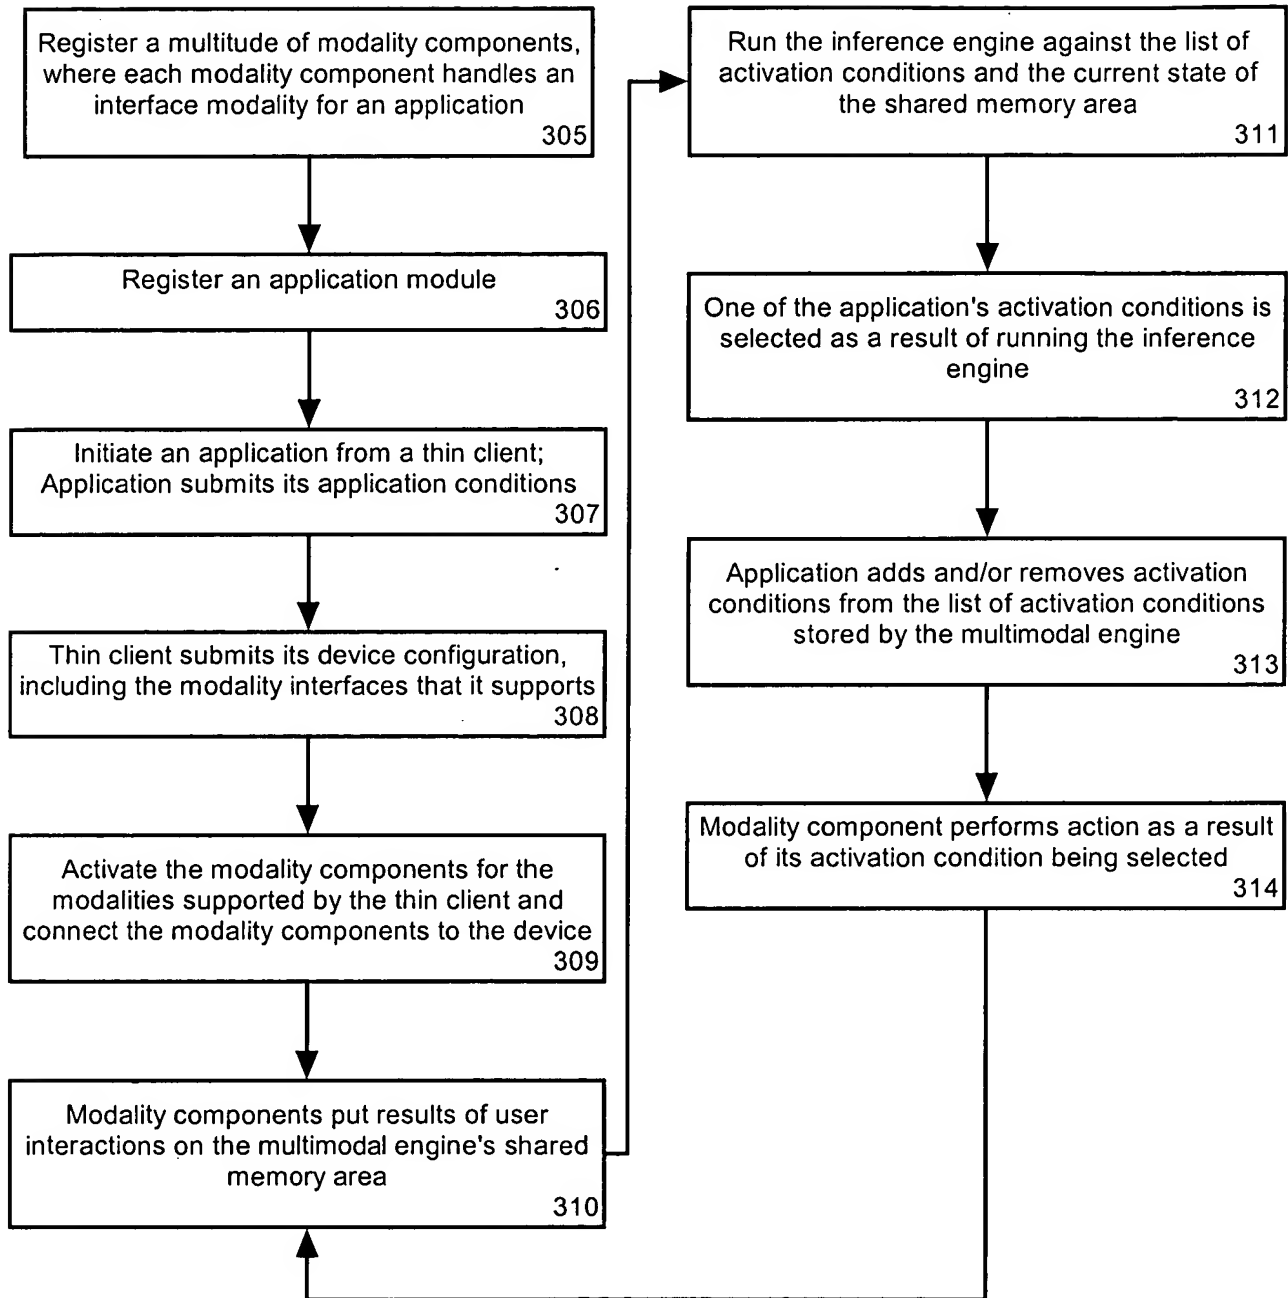 Register a multitude of modality components,
where each modality component handles an
interface modality for an application
305
Register an application module
306
Initiate an application from a thin client;
Application submits its application conditions
307
Thin client submits its device configuration,
including the modality interfaces that it supports
308
Activate the modality components for the
modalities supported by the thin client and
connect the modality components to the device
309
Modality components put results of user
interactions on the multimodal engine's shared
memory area
310
Run the inference engine against the list of
activation conditions and the current state of
the shared memory area
311
One of the application's activation conditions is
selected as a result of running the inference
engine
312
Application adds and/or removes activation
conditions from the list of activation conditions
stored by the multimodal engine
313
Modality component performs action as a result
of its activation condition being selected
314